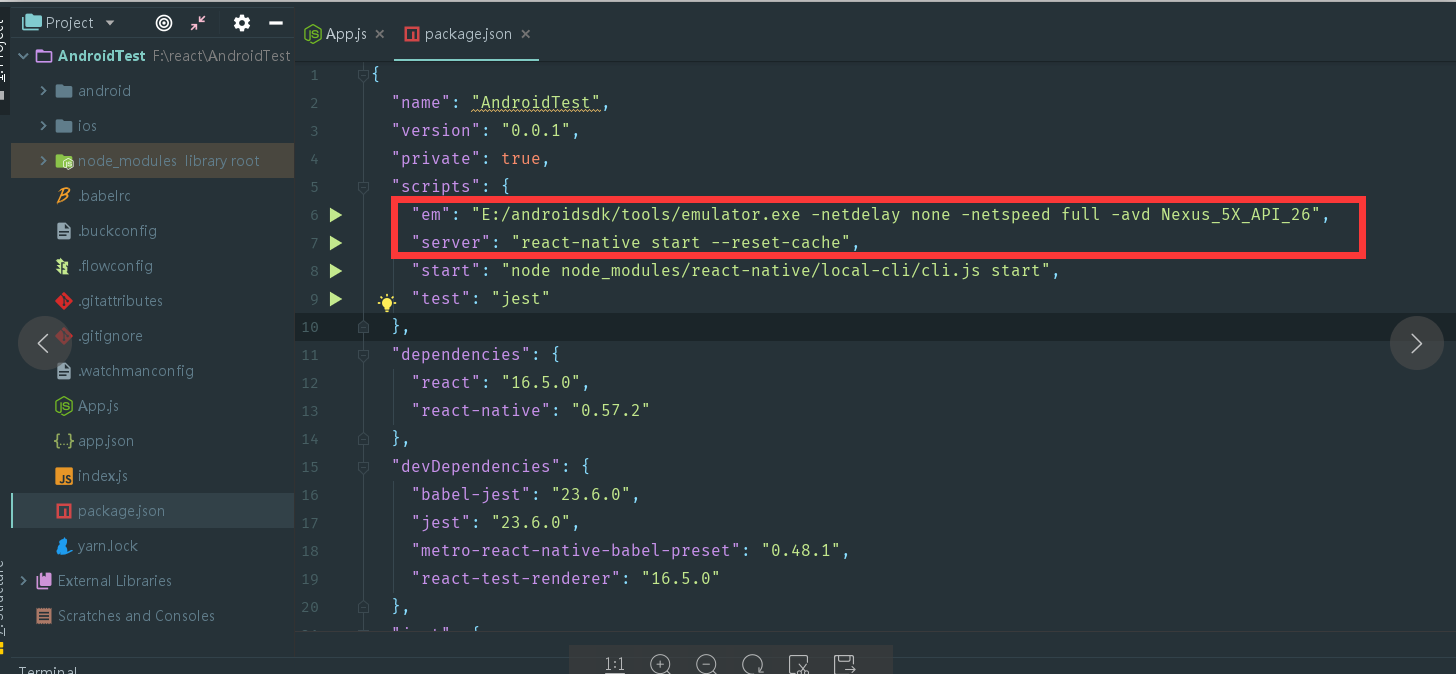 Project
App.js
package.json
AndroidTest F:\react\AndroidTest
android
ios
node_modules library root
.babelrc
.buckconfig
.flowconfig
.gitattributes
.gitignore
.watchmanconfig
App.js
app.json
index.js
package.json
yarn.lock
External Libraries
Scratches and Consoles
Terminal
1 {
2 "name": "AndroidTest",
3 "version": "0.0.1",
4 "private": true,
5 "scripts": {
6 "em": "E:/androidsdk/tools/emulator.exe -netdelay none -netspeed full -avd Nexus_5X_API_26",
7 "server": "react-native start --reset-cache",
8 "start": "node node_modules/react-native/local-cli/cli.js start",
9 "test": "jest"
10 },
11 "dependencies": {
12 "react": "16.5.0",
13 "react-native": "0.57.2"
14 },
15 "devDependencies": {
16 "babel-jest": "23.6.0",
17 "jest": "23.6.0",
18 "metro-react-native-babel-preset": "0.48.1",
19 "react-test-renderer": "16.5.0"
20 },
1:1